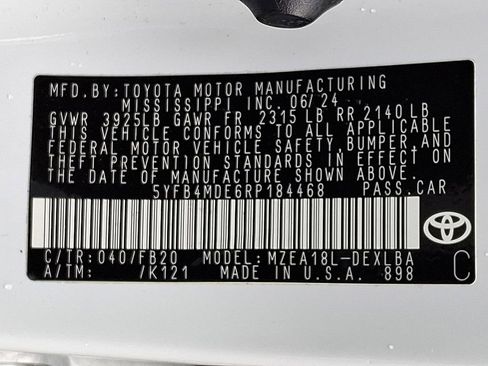 MFD. BY: TOYOTA MOTOR MANUFACTURING
MISSISSIPPI INC. 06/24
GVWR 3925LB GAWR FR 2315 LB RR 2140 LB
THIS VEHICLE CONFORMS TO ALL APPLICABLE
FEDERAL MOTOR VEHICLE SAFETY, BUMPER, AND
THEFT PREVENTION STANDARDS IN EFFECT ON
THE DATE OF MANUFACTURE SHOWN ABOVE.
5YFB4MDE6RP184468 PASS. CAR
C/TR: 040/FB20 MODEL: MZEA18L-DEXLBA
A/TM: /K121 MADE IN U.S.A. 898 C